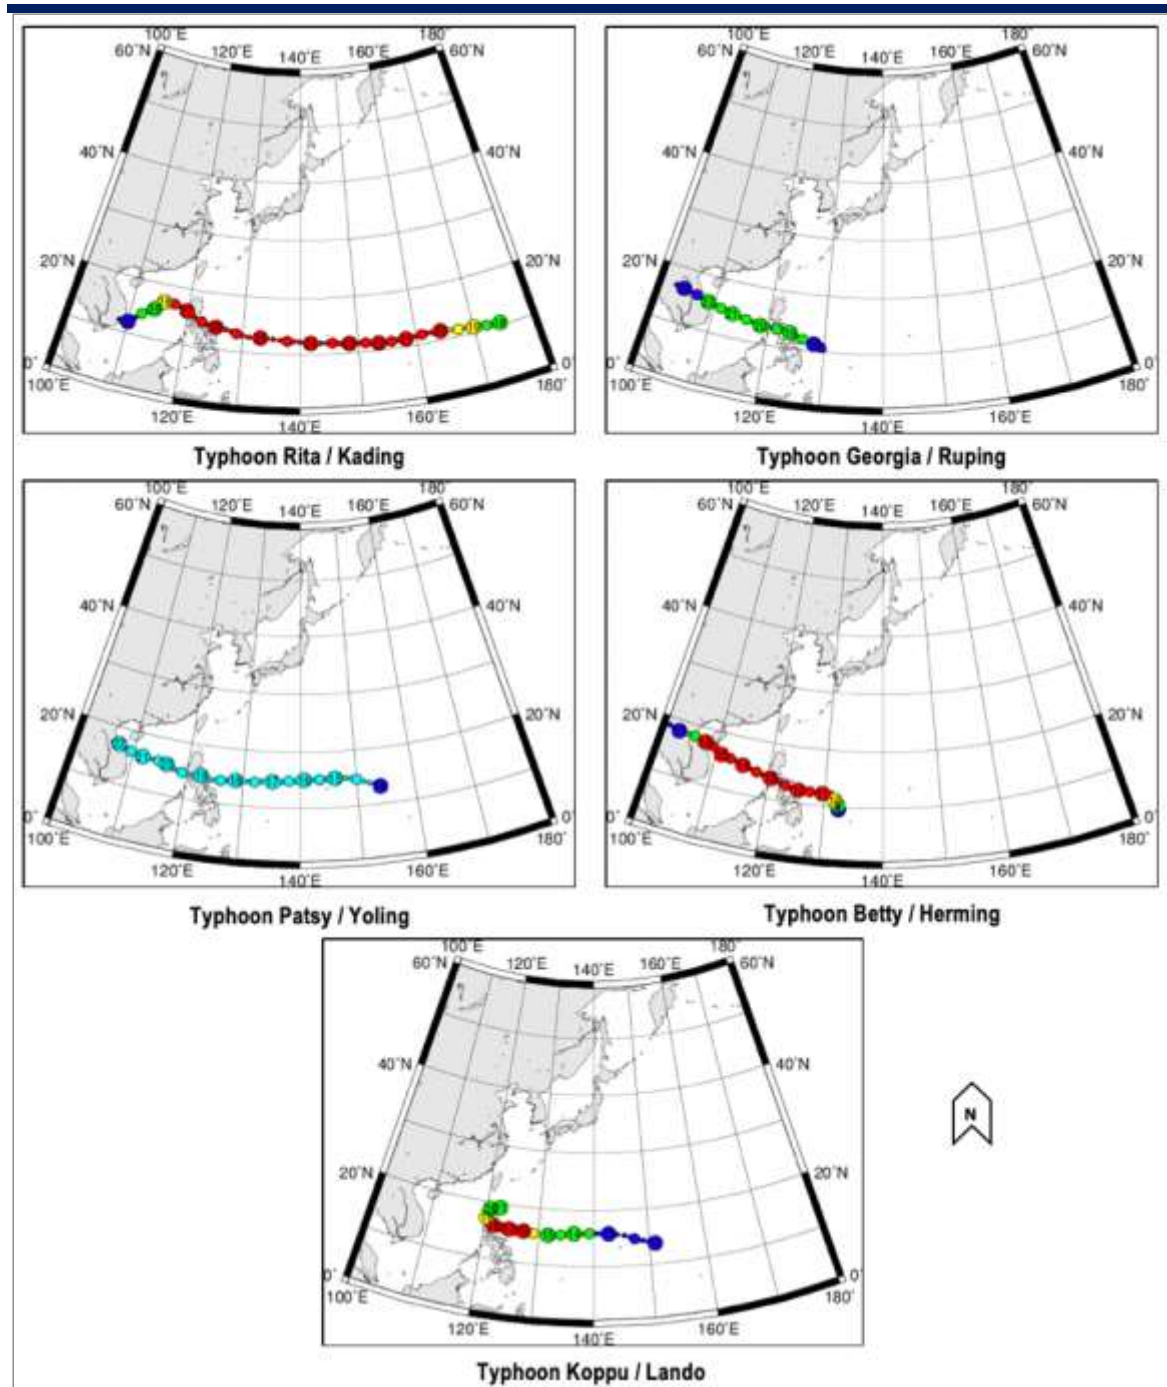 100˚E 180˚ 100˚E 180˚
60˚N 120˚E 140˚E 160˚E 60˚N 60˚N 120˚E 140˚E 160˚E 60˚N
40˚N 40˚N 40˚N 40˚N
20˚N 20˚N 20˚N 20˚N
0˚ 0˚ 0˚ 0˚
100˚E 180˚ 100˚E 180˚
120˚E 160˚E 120˚E 160˚E
140˚E 140˚E
Typhoon Rita / Kading Typhoon Georgia / Ruping
100˚E 180˚ 100˚E 180˚
60˚N 120˚E 140˚E 160˚E 60˚N 60˚N 120˚E 140˚E 160˚E 60˚N
40˚N 40˚N 40˚N 40˚N
20˚N 20˚N 20˚N 20˚N
0˚ 0˚ 0˚ 0˚
100˚E 180˚ 100˚E 180˚
120˚E 160˚E 120˚E 160˚E
140˚E 140˚E
Typhoon Patsy / Yoling Typhoon Betty / Herming
100˚E 180˚
60˚N 120˚E 140˚E 160˚E 60˚N
40˚N 40˚N
N
20˚N 20˚N
0˚ 0˚
100˚E 180˚
120˚E 160˚E
140˚E
Typhoon Koppu / Lando